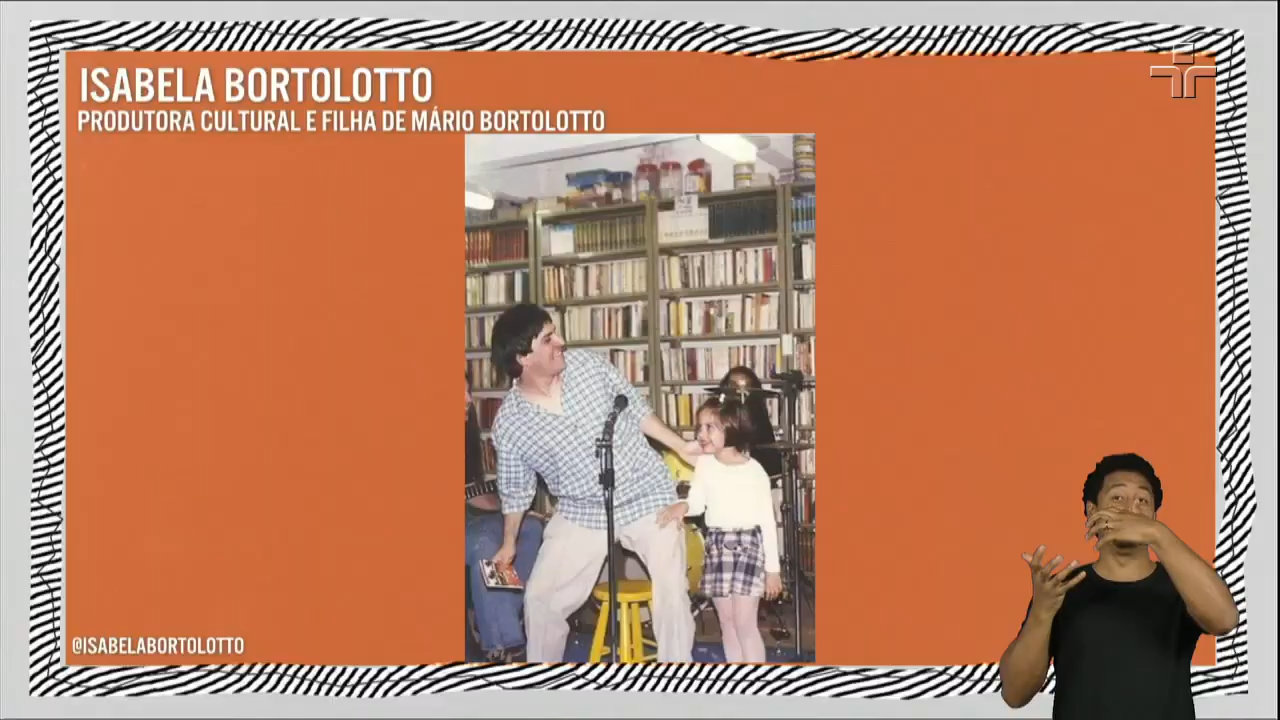 ISABELA BORTOLOTTO
PRODUTORA CULTURAL E FILHA DE MÁRIO BORTOLOTTO
@ISABELABORTOLOTTO